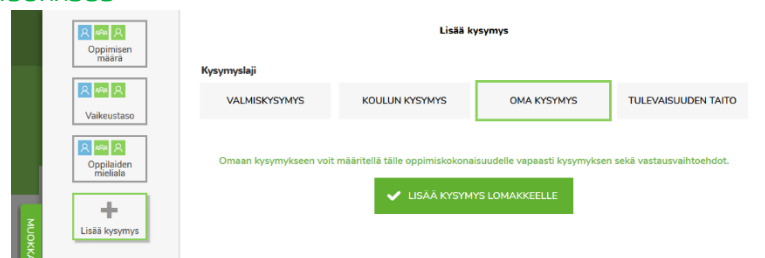 Oppimisen
määrä
Vaikeustaso
Oppilaiden
mieliala
Lisää kysymys
Lisää kysymys
Kysymyslaji
VALMISKYSYMYS
KOULUN KYSYMYS
OMA KYSYMYS
TULEVAISUUDEN TAITO
Omaan kysymykseen voit määritellä tälle oppimiskokonaisuudelle vapaasti kysymyksen sekä vastausvaihtoehdot.
LISÄÄ KYSYMYS LOMAKKEELLE